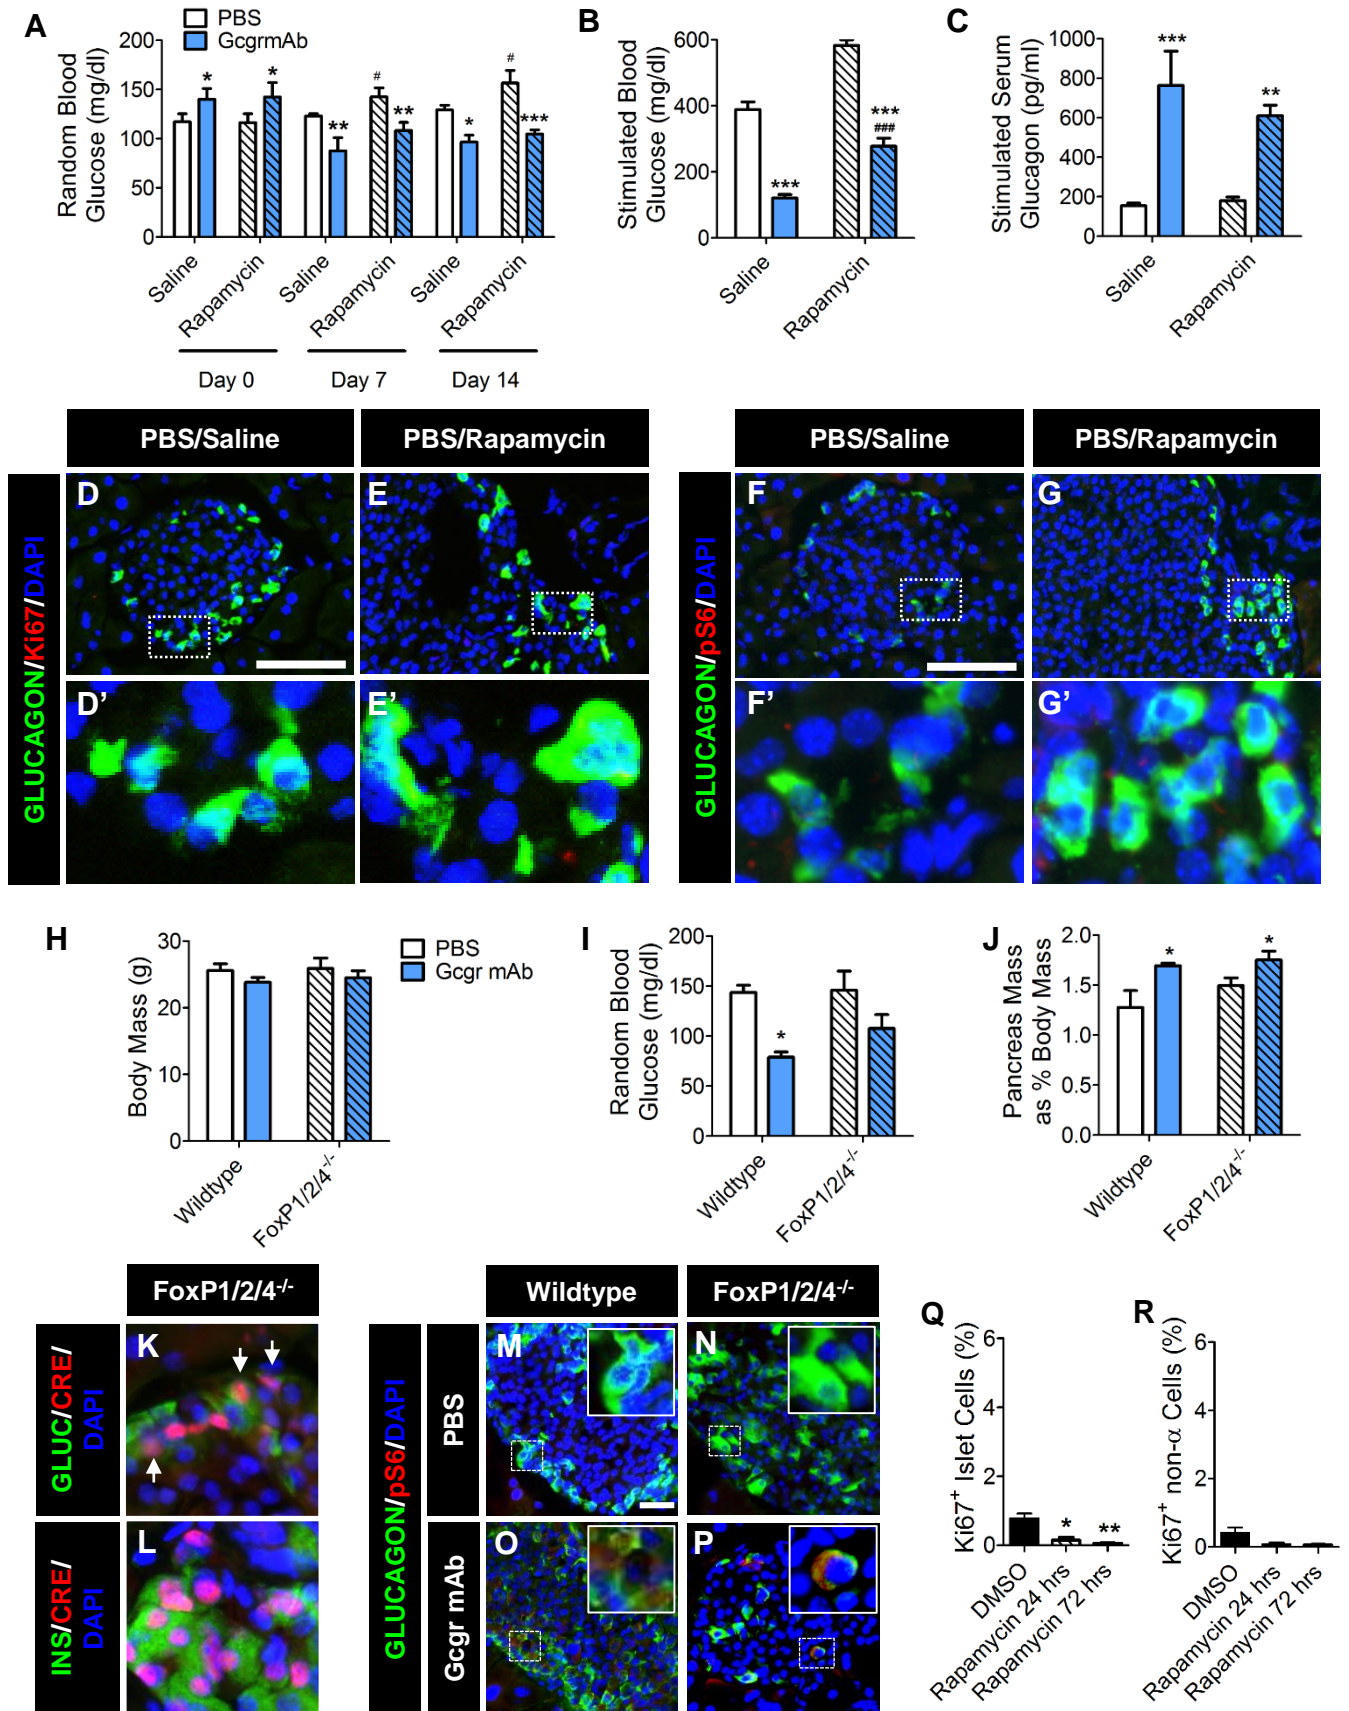 A
PBS
GcgrmAb
Random Blood
Glucose (mg/dl)
200
150
100
50
0
* * # ** ** # * ***
Saline
Rapamycin
Saline
Rapamycin
Saline
Rapamycin
Day 0
Day 7
Day 14
B
Stimulated Blood
Glucose (mg/dl)
600
400
200
0
***
***
###
Saline
Rapamycin
C
Stimulated Serum
Glucagon (pg/ml)
1000
800
600
400
200
0
***
**
Saline
Rapamycin
PBS/Saline
PBS/Rapamycin
GLUCAGON/Ki67/DAPI
D
E
D’
E’
PBS/Saline
PBS/Rapamycin
GLUCAGON/pS6/DAPI
F
G
F’
G’
H
Body Mass (g)
30
20
10
0
Wildtype
FoxP1/2/4-/-
PBS
Gcgr mAb
I
Random Blood
Glucose (mg/dl)
200
150
100
50
0
*
Wildtype
FoxP1/2/4-/-
J
Pancreas Mass
as % Body Mass
2.0
1.5
1.0
0.5
0.0
*
*
Wildtype
FoxP1/2/4-/-
FoxP1/2/4-/-
GLUC/CRE/
DAPI
K
INS/CRE/
DAPI
L
Wildtype
FoxP1/2/4-/-
GLUCAGON/pS6/DAPI
PBS
M
N
Gcgr mAb
O
P
Q
Ki67+ Islet Cells (%)
6
4
2
0
*
**
DMSO
Rapamycin 24 hrs
Rapamycin 72 hrs
R
Ki67+ non-α Cells (%)
6
4
2
0
DMSO
Rapamycin 24 hrs
Rapamycin 72 hrs